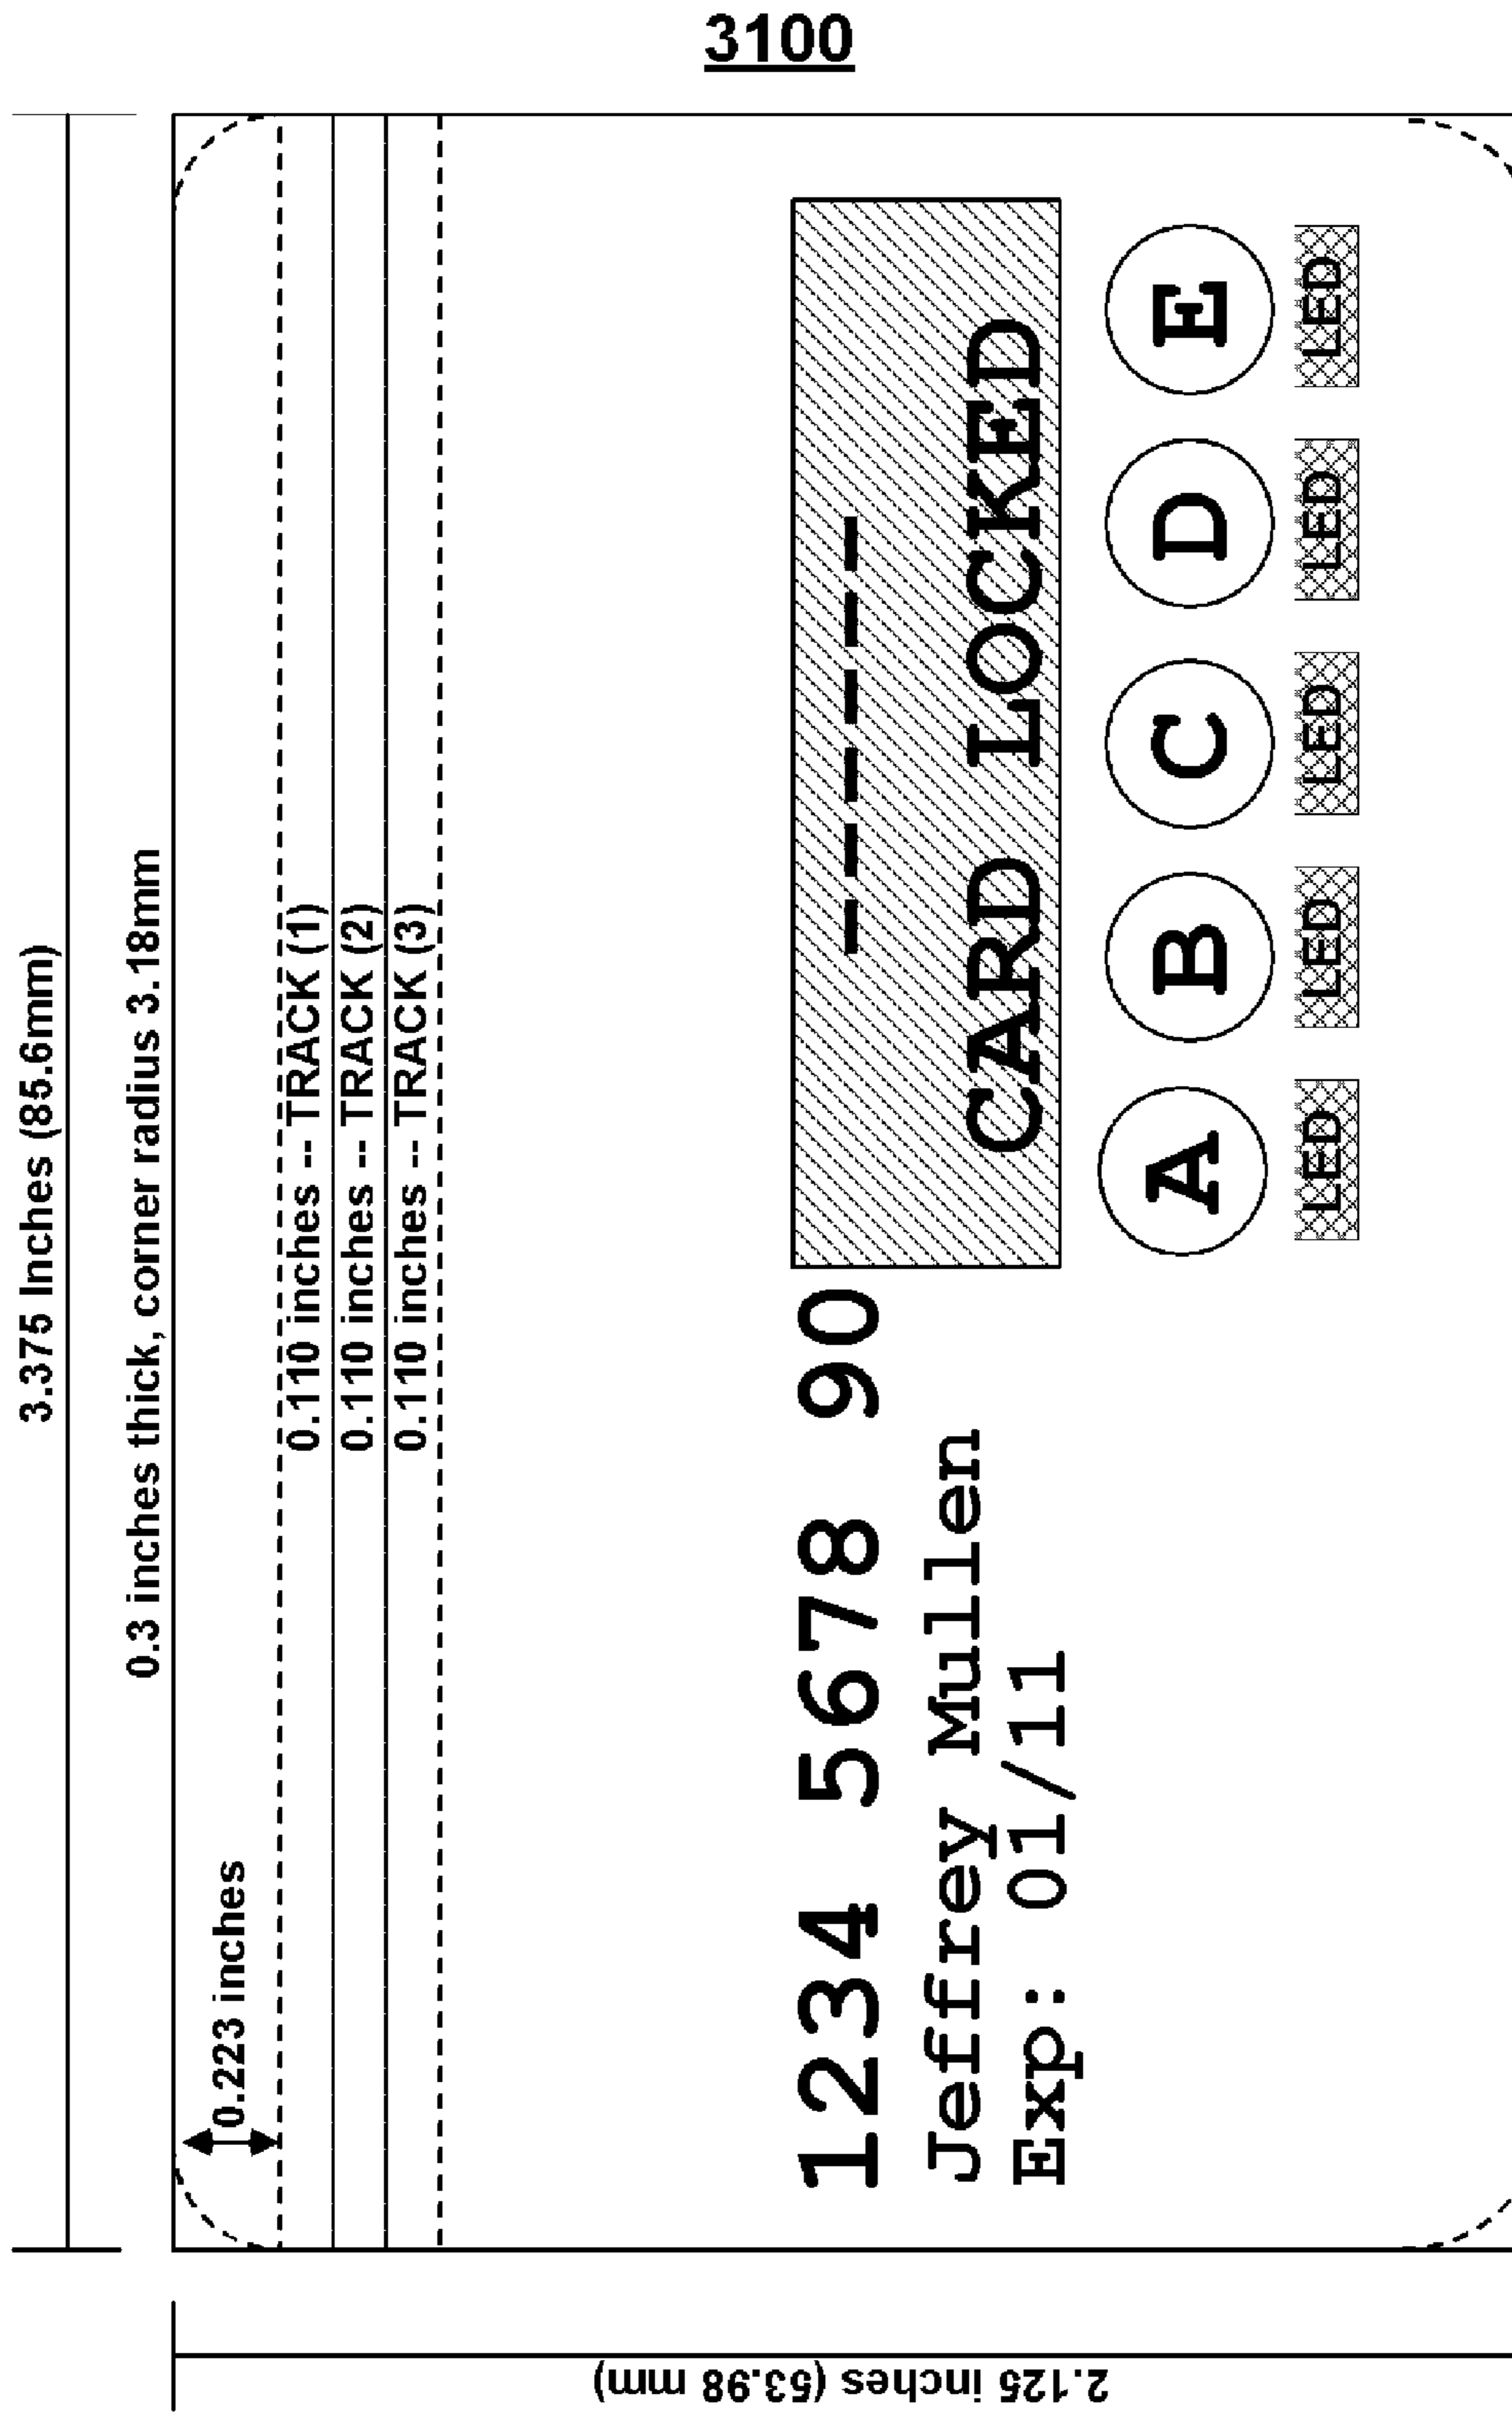 3100
3.375 Inches (85.6mm)
0.3 inches thick, corner radius 3.18mm
0.223 inches
0.110 inches -- TRACK (1)
0.110 inches -- TRACK (2)
0.110 inches -- TRACK (3)
2.125 inches (53.98 mm)
1234 5678 90 ------
Jeffrey Mullen
CARD LOCKED
Exp: 01/11
A B C D E
LED LED LED LED LED